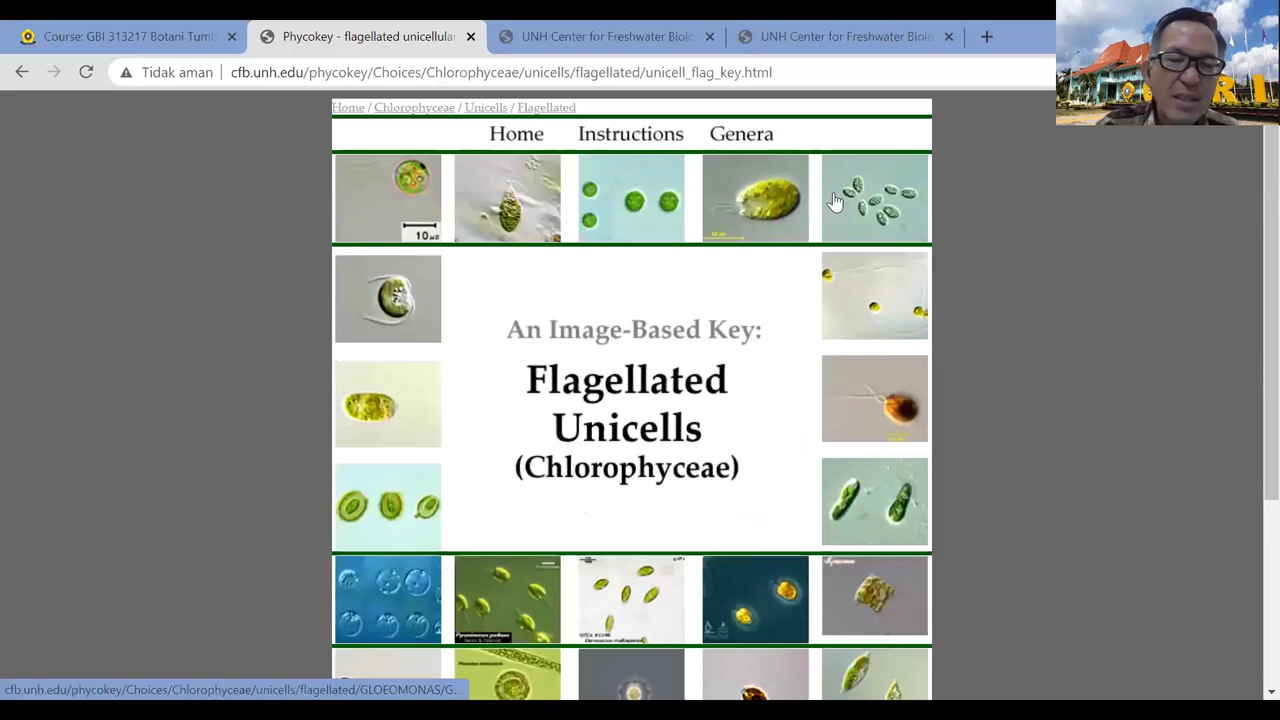 Course: GBI 313217 Botani Tumb
Phycokey - flagellated unicellular
UNH Center for Freshwater Biolo
UNH Center for Freshwater Biolo
Tidak aman
cfb.unh.edu/phycokey/Choices/Chlorophyceae/unicells/flagellated/unicell_flag_key.html
Home / Chlorophyceae / Unicells / Flagellated
Home Instructions Genera
An Image-Based Key:
Flagellated
Unicells
(Chlorophyceae)
cfb.unh.edu/phycokey/Choices/Chlorophyceae/unicells/flagellated/GLOEOMONAS/G...